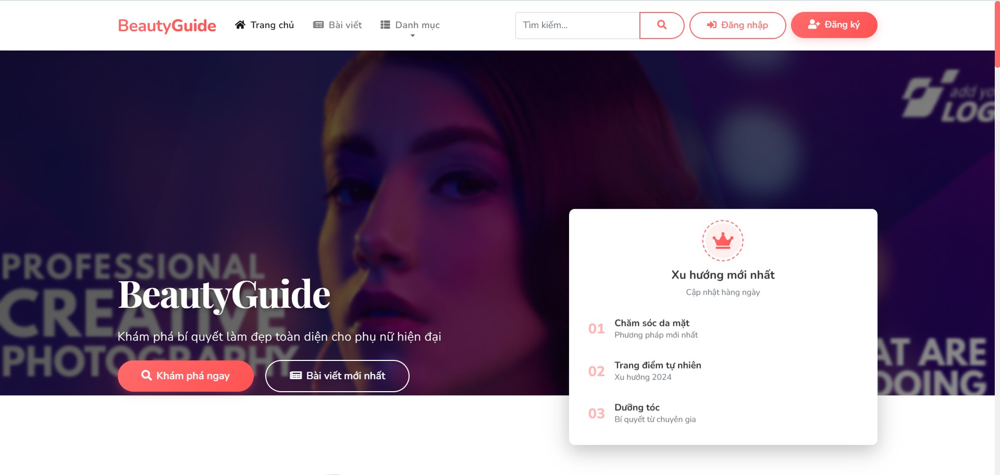 BeautyGuide
Trang chủ
Bài viết
Danh mục
Tìm kiếm...
Đăng nhập
Đăng ký
add yo
LOG
PROFESSIONAL
CREATIVE
PHOTOGRAPHY
BeautyGuide
Khám phá bí quyết làm đẹp toàn diện cho phụ nữ hiện đại
Khám phá ngay
Bài viết mới nhất
Xu hướng mới nhất
Cập nhật hàng ngày
01
Chăm sóc da mặt
Phương pháp mới nhất
02
Trang điểm tự nhiên
Xu hướng 2024
03
Dưỡng tóc
Bí quyết từ chuyên gia
AT ARE
DOING